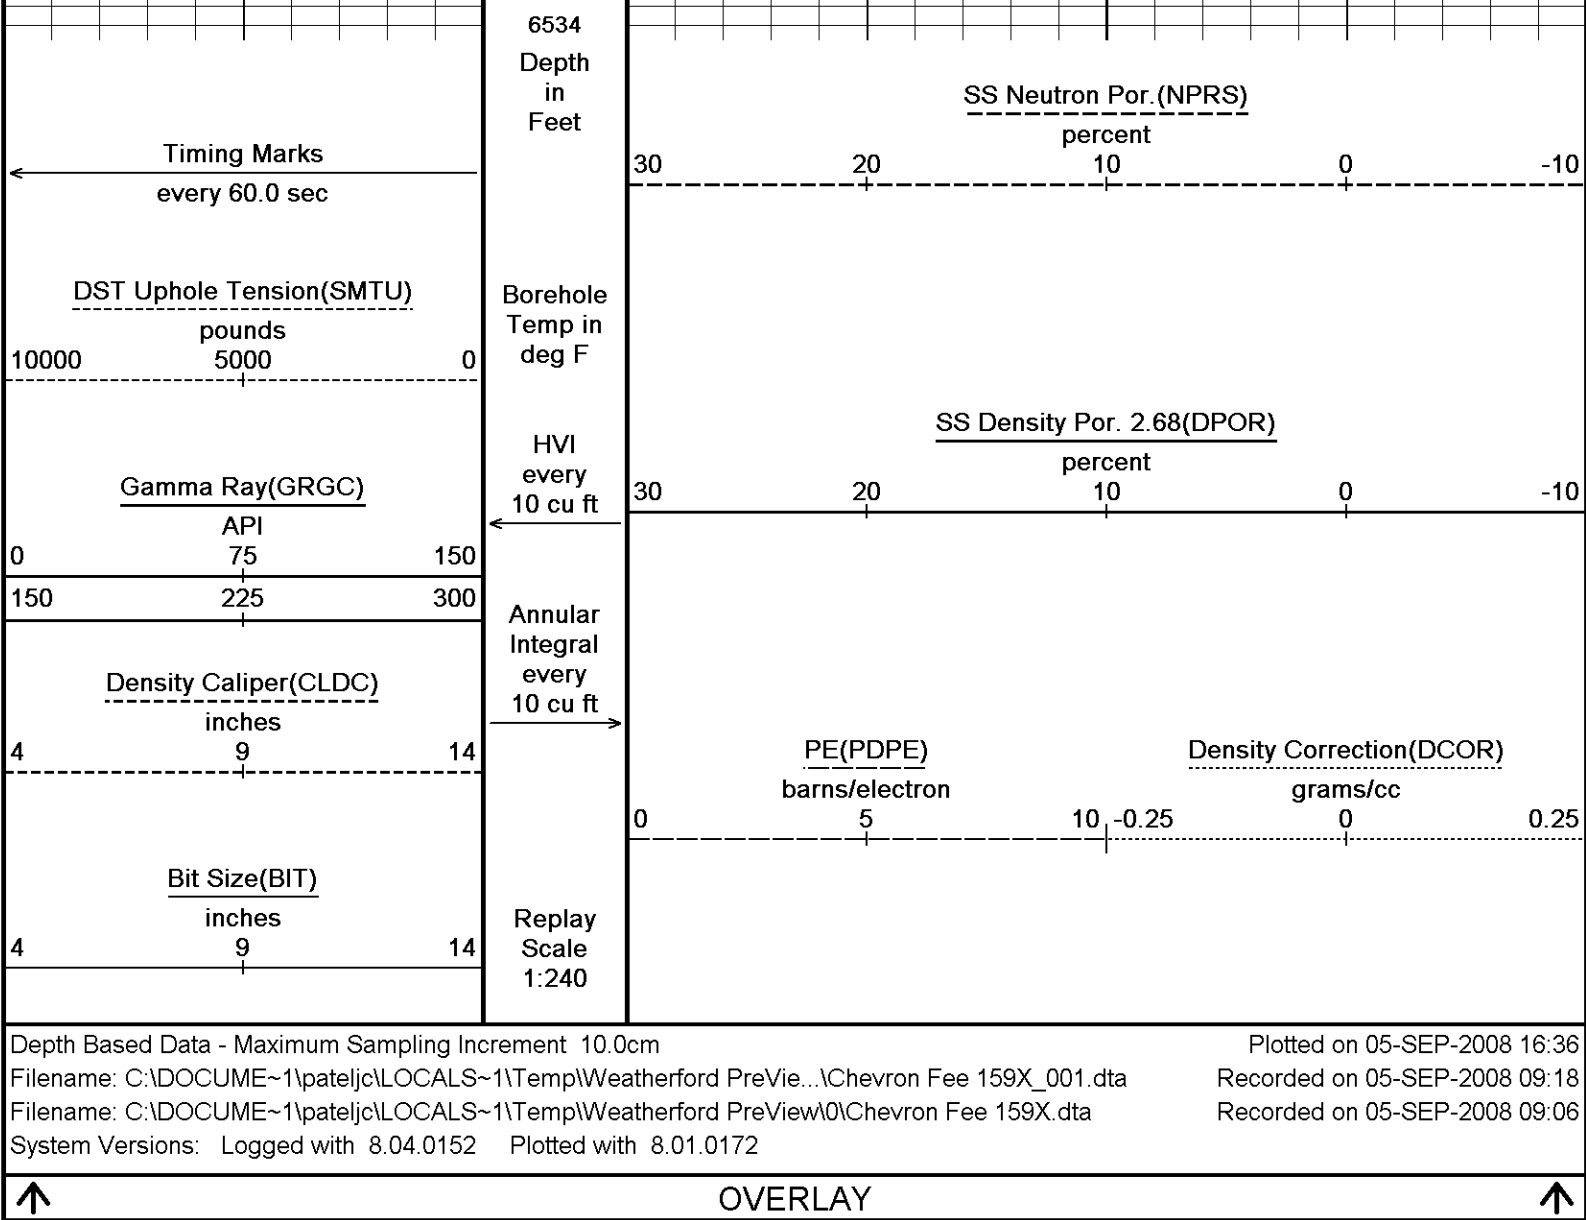 6534
Depth
in
Feet
SS Neutron Por.(NPRS)
percent
30 20 10 0 -10
Timing Marks
every 60.0 sec
DST Uphole Tension(SMTU)
pounds
10000 5000 0
Borehole
Temp in
deg F
SS Density Por. 2.68(DPOR)
percent
30 20 10 0 -10
HVI
every
10 cu ft
Gamma Ray(GRGC)
API
0 75 150
150 225 300
Annular
Integral
every
10 cu ft
Density Caliper(CLDC)
inches
4 9 14
PE(PDPE)
barns/electron
0 5 10
Density Correction(DCOR)
grams/cc
-0.25 0 0.25
Bit Size(BIT)
inches
4 9 14
Replay
Scale
1:240
Depth Based Data - Maximum Sampling Increment 10.0cm Plotted on 05-SEP-2008 16:36
Filename: C:\DOCUME~1\pateljc\LOCALS~1\Temp\Weatherford PreVie...\Chevron Fee 159X_001.dta Recorded on 05-SEP-2008 09:18
Filename: C:\DOCUME~1\pateljc\LOCALS~1\Temp\Weatherford PreView\0\Chevron Fee 159X.dta Recorded on 05-SEP-2008 09:06
System Versions: Logged with 8.04.0152 Plotted with 8.01.0172
OVERLAY